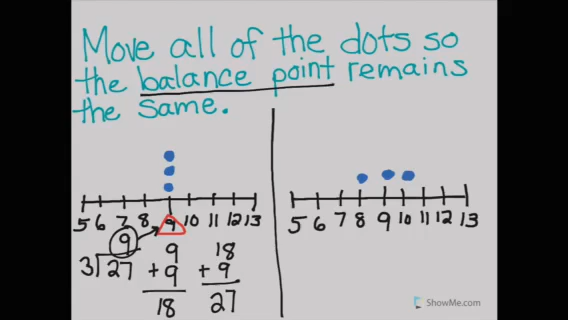 Move all of the dots so
the balance point remains
the same.
5 6 7 8 9 10 11 12 13
5 6 7 8 9 10 11 12 13
9
3 27
9
+ 9
18
18
+ 9
27
ShowMe.com